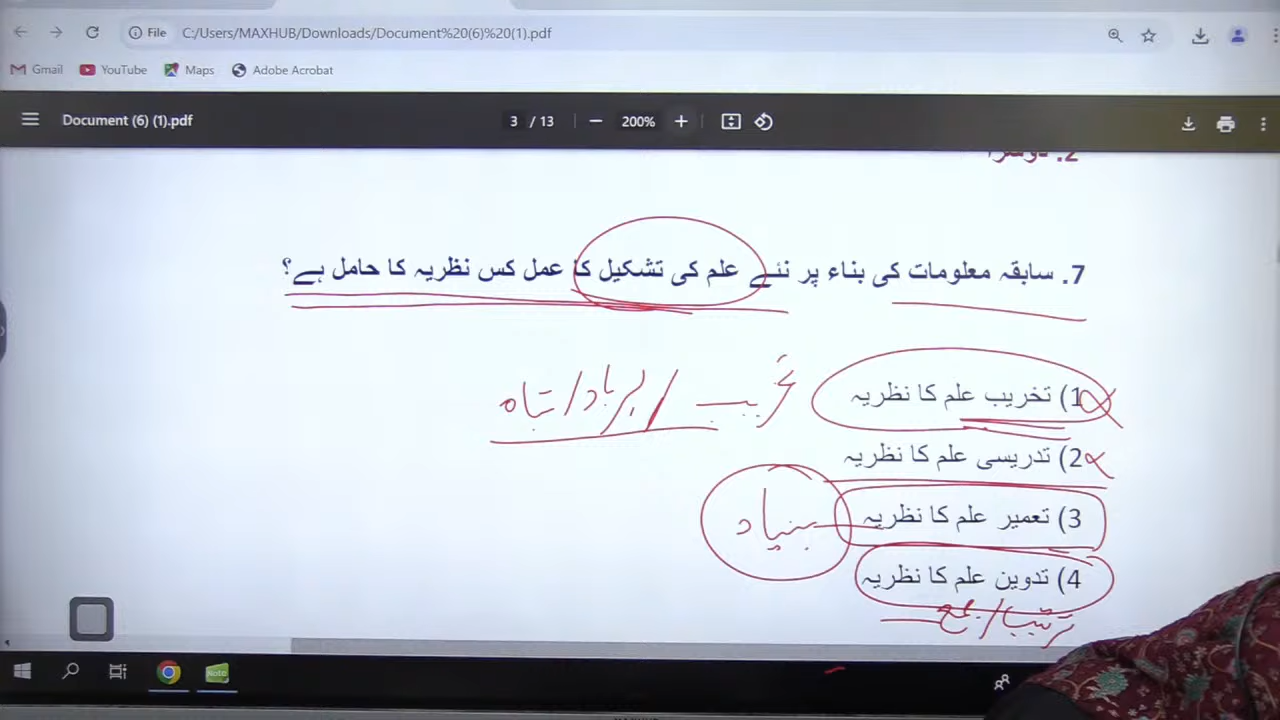 File C:/Users/MAXHUB/Downloads/Document%20(6)%20(1).pdf
Gmail YouTube Maps Adobe Acrobat
Document (6) (1).pdf 3 / 13 200%
7. سابقہ معلومات کی بناء پر نئے علم کی تشکیل کا عمل کس نظریہ کا حامل ہے؟
1) تخریب علم کا نظریہ
تخریب / برباد / تباہ
2) تدریسی علم کا نظریہ
3) تعمیر علم کا نظریہ
بنیاد
4) تدوین علم کا نظریہ
ترتیب / جمع
Note